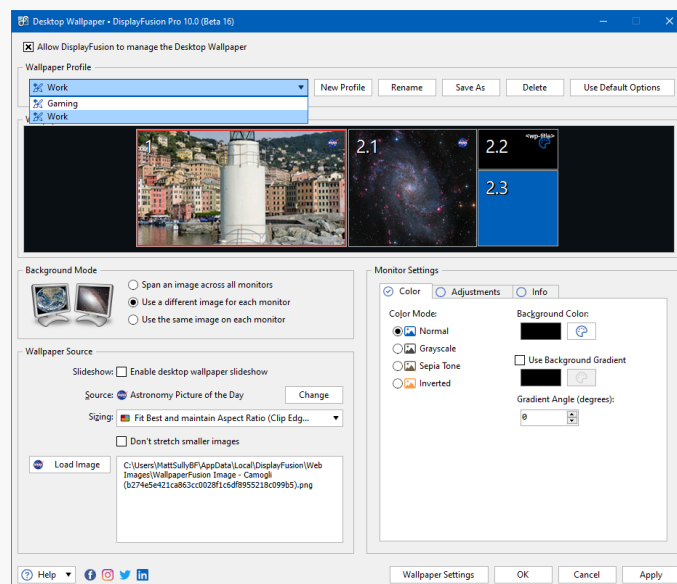 Desktop Wallpaper • DisplayFusion Pro 10.0 (Beta 16)
Allow DisplayFusion to manage the Desktop Wallpaper
Wallpaper Profile
Work
New Profile
Rename
Save As
Delete
Use Default Options
Gaming
Work
1
2.1
2.2
<wp-title>
2.3
Background Mode
Span an image across all monitors
Use a different image for each monitor
Use the same image on each monitor
Wallpaper Source
Slideshow:
Enable desktop wallpaper slideshow
Source:
Astronomy Picture of the Day
Change
Sizing:
Fit Best and maintain Aspect Ratio (Clip Edg...
Don't stretch smaller images
Load Image
C:\Users\MattSullyBF\AppData\Local\DisplayFusion\Web
Images\WallpaperFusion Image - Camogli
(b274e5e421ca863cc0028f1c6df8955218c099b5).png
Monitor Settings
Color
Adjustments
Info
Color Mode:
Normal
Grayscale
Sepia Tone
Inverted
Background Color:
Use Background Gradient
Gradient Angle (degrees):
0
Help
Wallpaper Settings
OK
Cancel
Apply